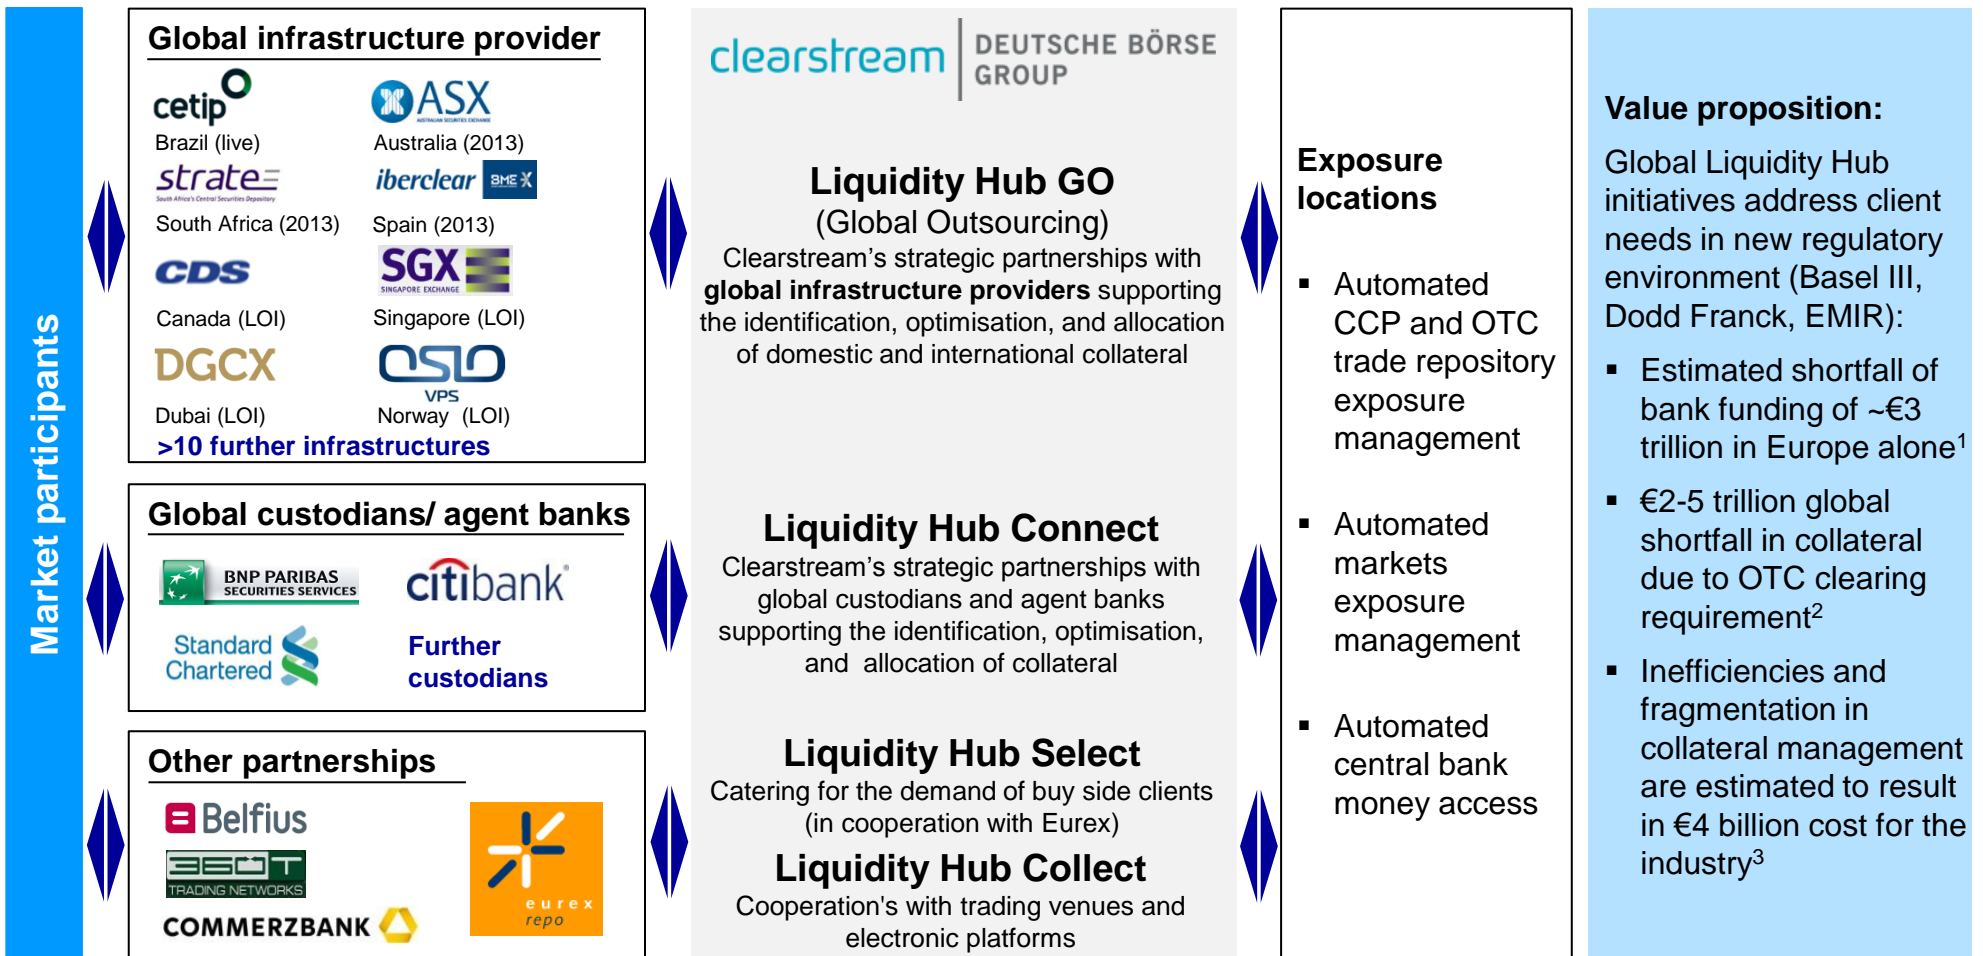 Market participants
Global infrastructure provider
cetip
ASX
AUSTRALIAN SECURITIES EXCHANGE
Brazil (live)
Australia (2013)
strate
South Africa's Central Securities Depository
iberclear BME X
South Africa (2013)
Spain (2013)
CDS
SGX
SINGAPORE EXCHANGE
Canada (LOI)
Singapore (LOI)
DGCX
OSLO
VPS
Dubai (LOI)
Norway (LOI)
>10 further infrastructures
Global custodians/ agent banks
BNP PARIBAS
SECURITIES SERVICES
citibank
Standard
Chartered
Further
custodians
Other partnerships
Belfius
360T
TRADING NETWORKS
COMMERZBANK
eurex
repo
clearstream
DEUTSCHE BÖRSE
GROUP
Liquidity Hub GO
(Global Outsourcing)
Clearstream's strategic partnerships with
global infrastructure providers supporting
the identification, optimisation, and allocation
of domestic and international collateral
Liquidity Hub Connect
Clearstream's strategic partnerships with
global custodians and agent banks
supporting the identification, optimisation,
and allocation of collateral
Liquidity Hub Select
Catering for the demand of buy side clients
(in cooperation with Eurex)
Liquidity Hub Collect
Cooperation's with trading venues and
electronic platforms
Exposure
locations
▪ Automated
CCP and OTC
trade repository
exposure
management
▪ Automated
markets
exposure
management
▪ Automated
central bank
money access
Value proposition:
Global Liquidity Hub
initiatives address client
needs in new regulatory
environment (Basel III,
Dodd Franck, EMIR):
▪ Estimated shortfall of
bank funding of ~€3
trillion in Europe alone¹
▪ €2-5 trillion global
shortfall in collateral
due to OTC clearing
requirement²
▪ Inefficiencies and
fragmentation in
collateral management
are estimated to result
in €4 billion cost for the
industry³